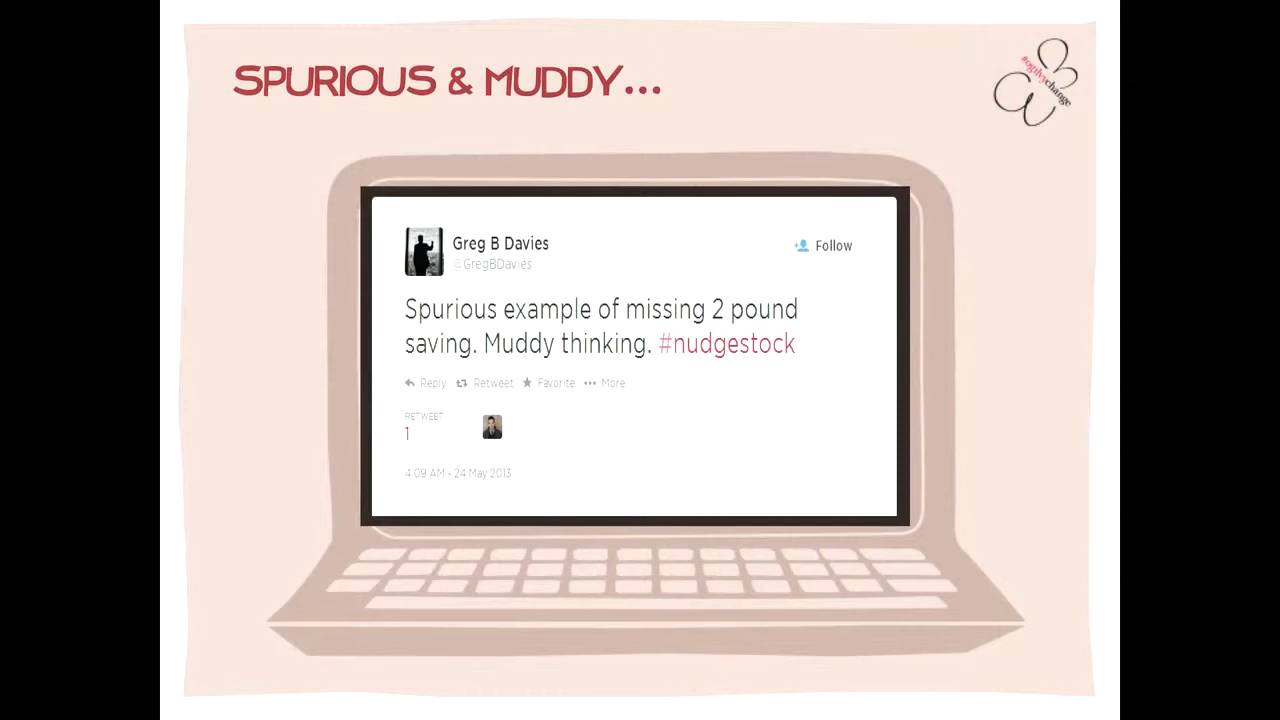 SPURIOUS & MUDDY...
#ogilvychange
Greg B Davies
@GregBDavies
Follow
Spurious example of missing 2 pound
saving. Muddy thinking. #nudgestock
Reply Retweet Favorite More
RETWEET
1
4:09 AM - 24 May 2013